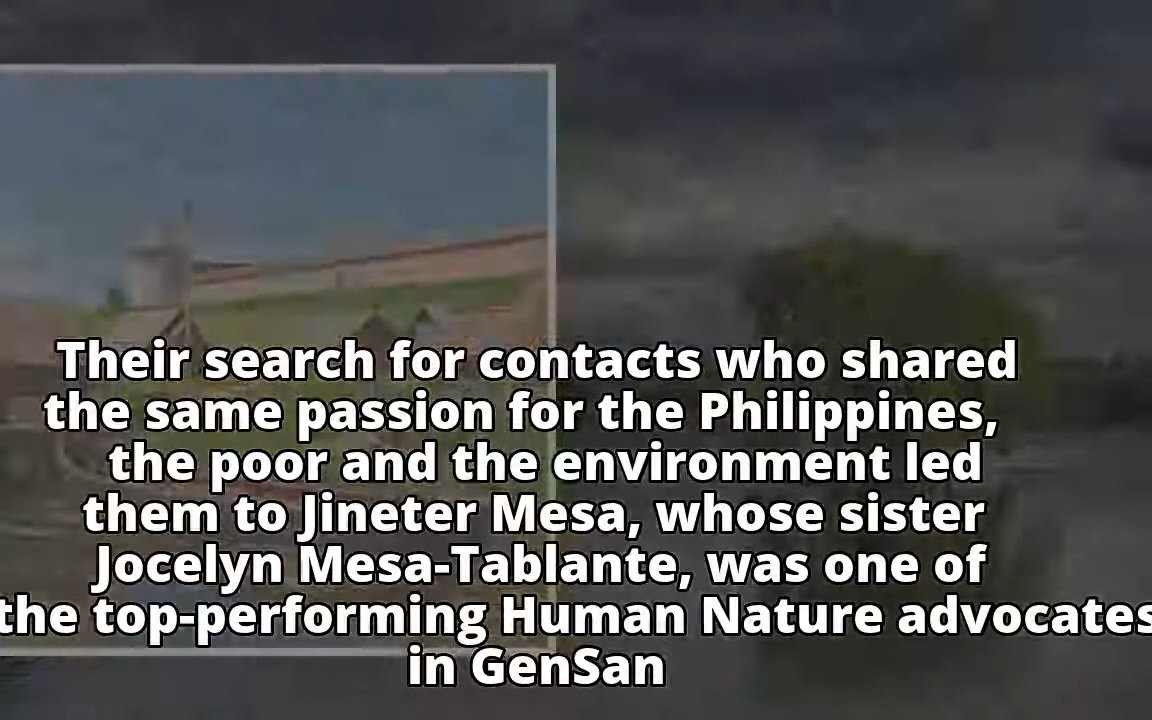 Their search for contacts who shared
the same passion for the Philippines,
the poor and the environment led
them to Jineter Mesa, whose sister
Jocelyn Mesa-Tablante, was one of
the top-performing Human Nature advocates
in GenSan